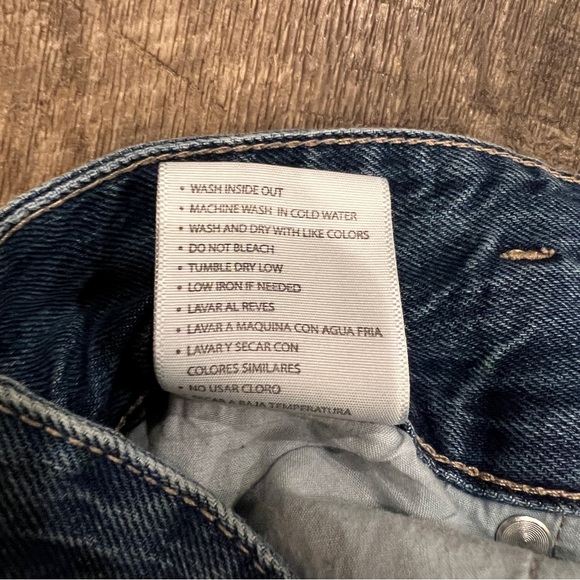 • WASH INSIDE OUT
• MACHINE WASH IN COLD WATER
• WASH AND DRY WITH LIKE COLORS
• DO NOT BLEACH
• TUMBLE DRY LOW
• LOW IRON IF NEEDED
• LAVAR AL REVES
• LAVAR A MAQUINA CON AGUA FRIA
• LAVAR Y SECAR CON
COLORES SIMILARES
• NO USAR CLORO
A BAJA TEMPERATURA